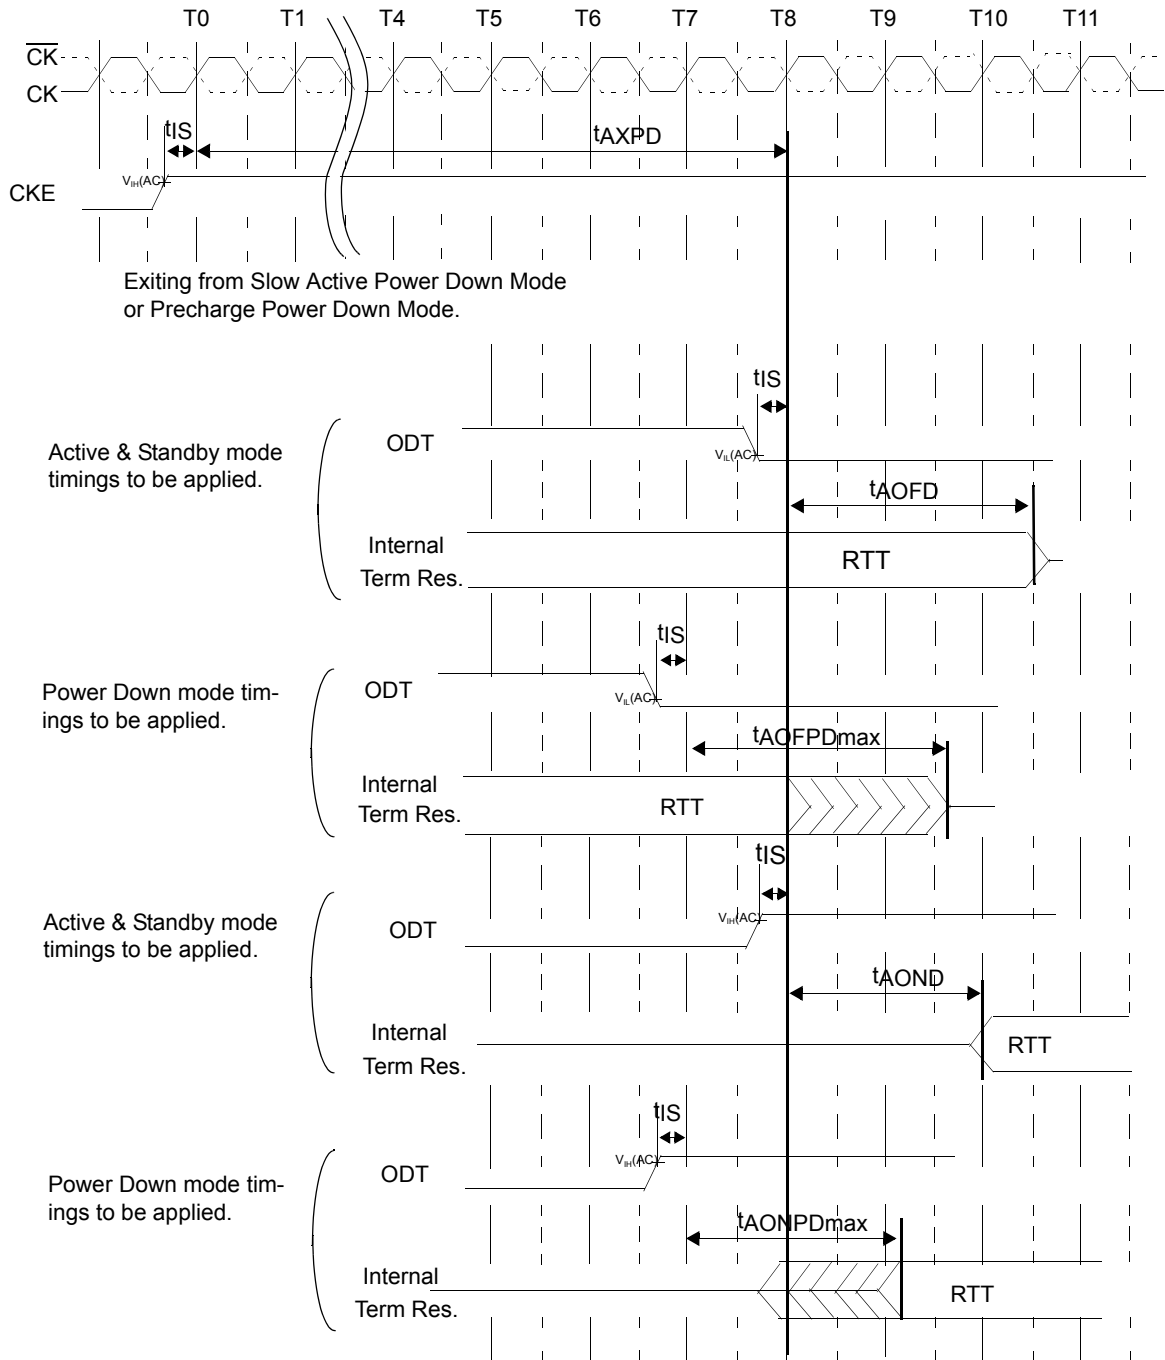 T0 T1 T4 T5 T6 T7 T8 T9 T10 T11
CK
CK
tIS
tAXPD
VIH(AC)
CKE
Exiting from Slow Active Power Down Mode
or Precharge Power Down Mode.
tIS
Active & Standby mode
timings to be applied.
ODT
VIL(AC)
tAOFD
Internal
Term Res.
RTT
tIS
Power Down mode tim-
ings to be applied.
ODT
VIL(AC)
tAOFPDmax
Internal
Term Res.
RTT
tIS
Active & Standby mode
timings to be applied.
ODT
VIH(AC)
tAOND
Internal
Term Res.
RTT
tIS
Power Down mode tim-
ings to be applied.
ODT
VIH(AC)
tAONPDmax
Internal
Term Res.
RTT